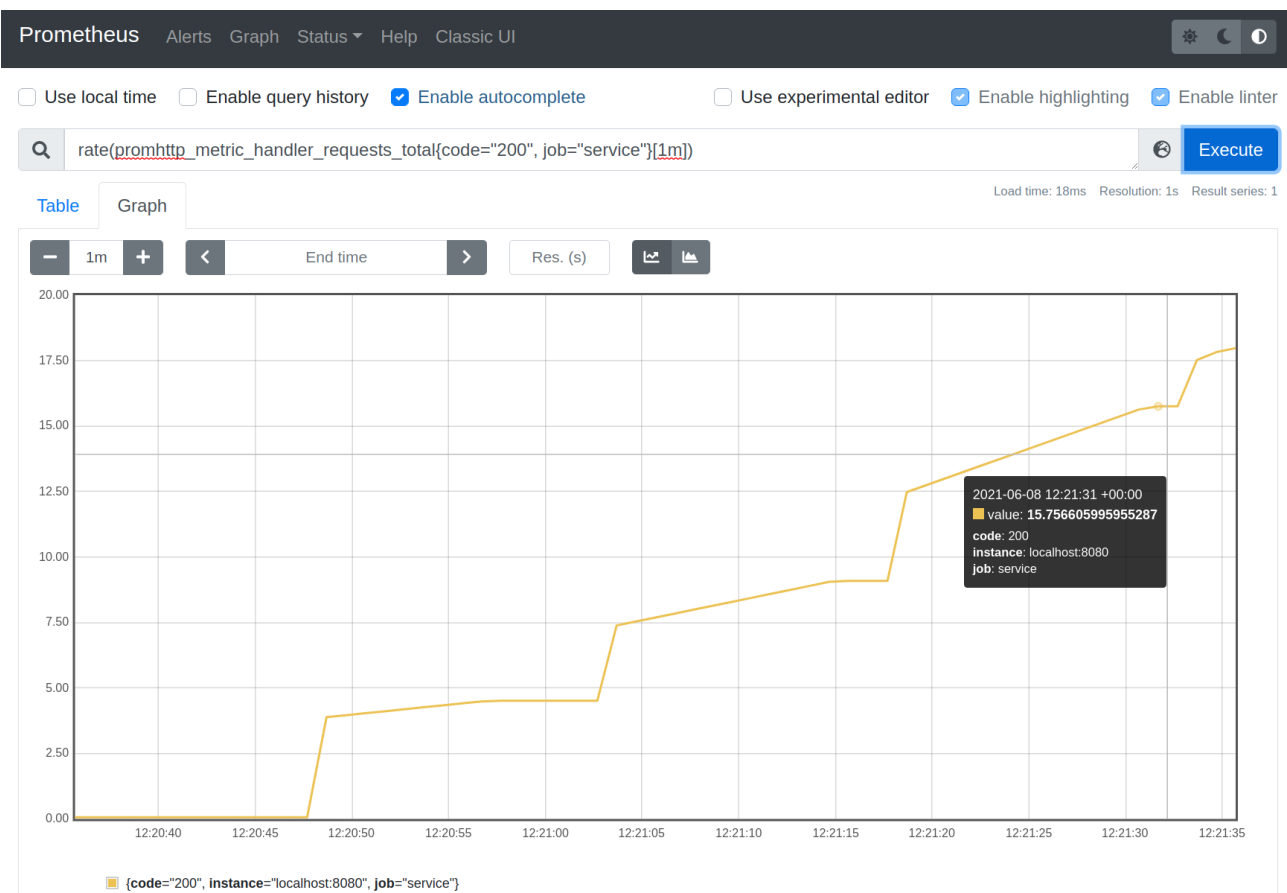 Prometheus Alerts Graph Status Help Classic UI
Use local time Enable query history Enable autocomplete Use experimental editor Enable highlighting Enable linter
rate(promhttp_metric_handler_requests_total{code="200", job="service"}[1m]) Execute
Load time: 18ms Resolution: 1s Result series: 1
Table Graph
1m End time Res. (s)
20.00
17.50
15.00
12.50
2021-06-08 12:21:31 +00:00
value: 15.756605995955287
code: 200
instance: localhost:8080
job: service
10.00
7.50
5.00
2.50
0.00
12:20:40 12:20:45 12:20:50 12:20:55 12:21:00 12:21:05 12:21:10 12:21:15 12:21:20 12:21:25 12:21:30 12:21:35
{code="200", instance="localhost:8080", job="service"}